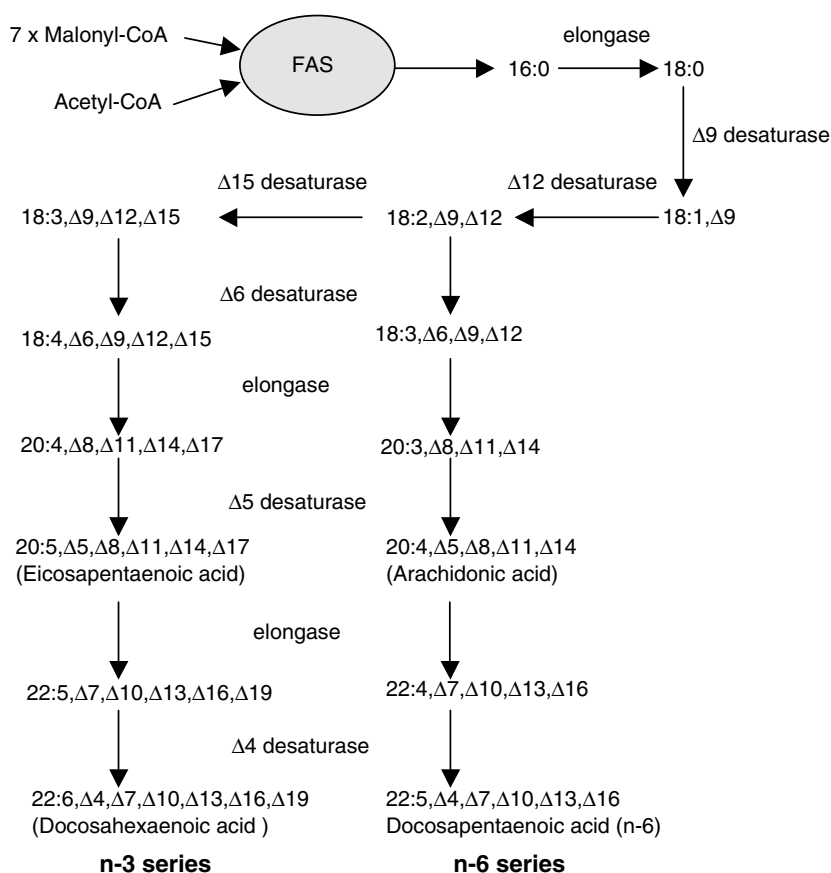 7 x Malonyl-CoA
Acetyl-CoA
FAS
16:0
elongase
18:0
Δ9 desaturase
Δ15 desaturase
Δ12 desaturase
18:3,Δ9,Δ12,Δ15
18:2,Δ9,Δ12
18:1,Δ9
Δ6 desaturase
18:4,Δ6,Δ9,Δ12,Δ15
18:3,Δ6,Δ9,Δ12
elongase
20:4,Δ8,Δ11,Δ14,Δ17
20:3,Δ8,Δ11,Δ14
Δ5 desaturase
20:5,Δ5,Δ8,Δ11,Δ14,Δ17
(Eicosapentaenoic acid)
20:4,Δ5,Δ8,Δ11,Δ14
(Arachidonic acid)
elongase
22:5,Δ7,Δ10,Δ13,Δ16,Δ19
22:4,Δ7,Δ10,Δ13,Δ16
Δ4 desaturase
22:6,Δ4,Δ7,Δ10,Δ13,Δ16,Δ19
(Docosahexaenoic acid )
22:5,Δ4,Δ7,Δ10,Δ13,Δ16
Docosapentaenoic acid (n-6)
n-3 series
n-6 series